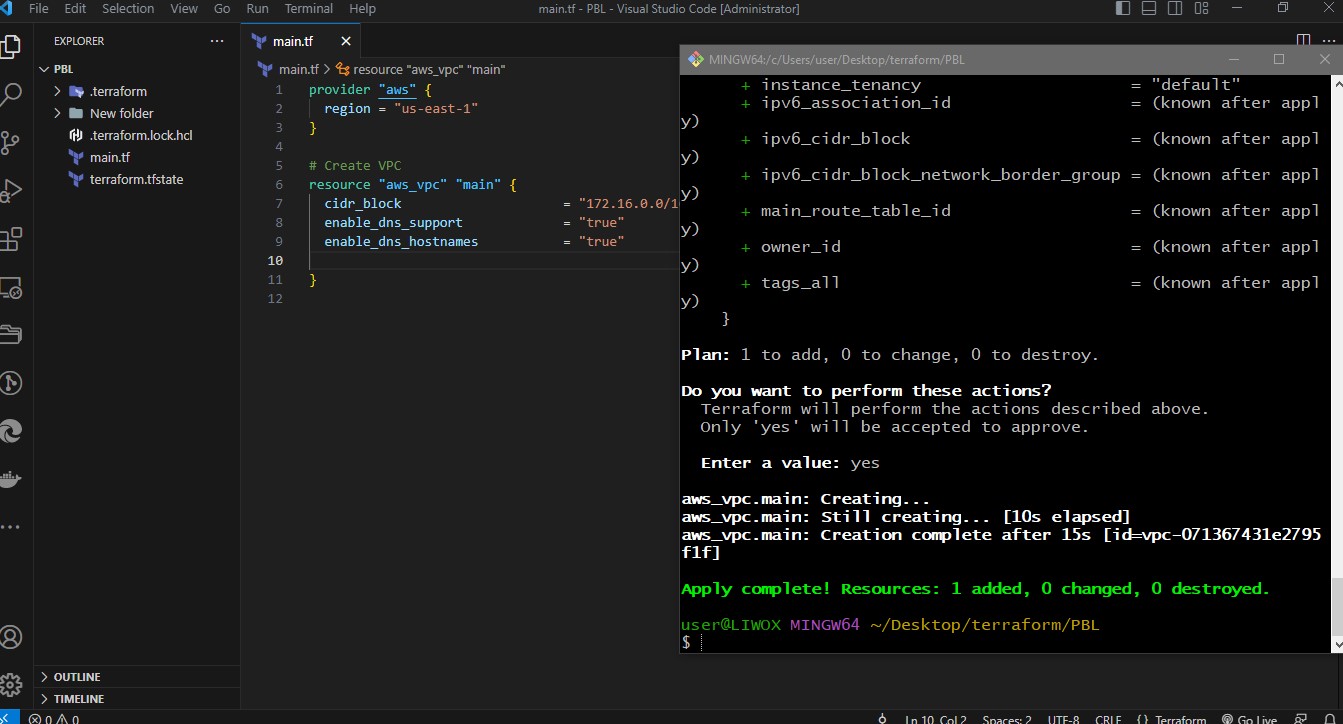 File Edit Selection View Go Run Terminal Help
main.tf - PBL - Visual Studio Code [Administrator]
EXPLORER
PBL
.terraform
New folder
.terraform.lock.hcl
main.tf
terraform.tfstate
OUTLINE
TIMELINE
main.tf
main.tf > resource "aws_vpc" "main"
1 provider "aws" {
2 region = "us-east-1"
3 }
4
5 # Create VPC
6 resource "aws_vpc" "main" {
7 cidr_block = "172.16.0.0/1
8 enable_dns_support = "true"
9 enable_dns_hostnames = "true"
10
11 }
12
MINGW64:/c/Users/user/Desktop/terraform/PBL
+ instance_tenancy = "default"
+ ipv6_association_id = (known after appl
y)
+ ipv6_cidr_block = (known after appl
y)
+ ipv6_cidr_block_network_border_group = (known after appl
y)
+ main_route_table_id = (known after appl
y)
+ owner_id = (known after appl
y)
+ tags_all = (known after appl
y)
}
Plan: 1 to add, 0 to change, 0 to destroy.
Do you want to perform these actions?
Terraform will perform the actions described above.
Only 'yes' will be accepted to approve.
Enter a value: yes
aws_vpc.main: Creating...
aws_vpc.main: Still creating... [10s elapsed]
aws_vpc.main: Creation complete after 15s [id=vpc-071367431e2795
f1f]
Apply complete! Resources: 1 added, 0 changed, 0 destroyed.
user@LIWOX MINGW64 ~/Desktop/terraform/PBL
$
0 0
Ln 10, Col 2 Spaces: 2 UTF-8 CRLF {} Terraform Go Live